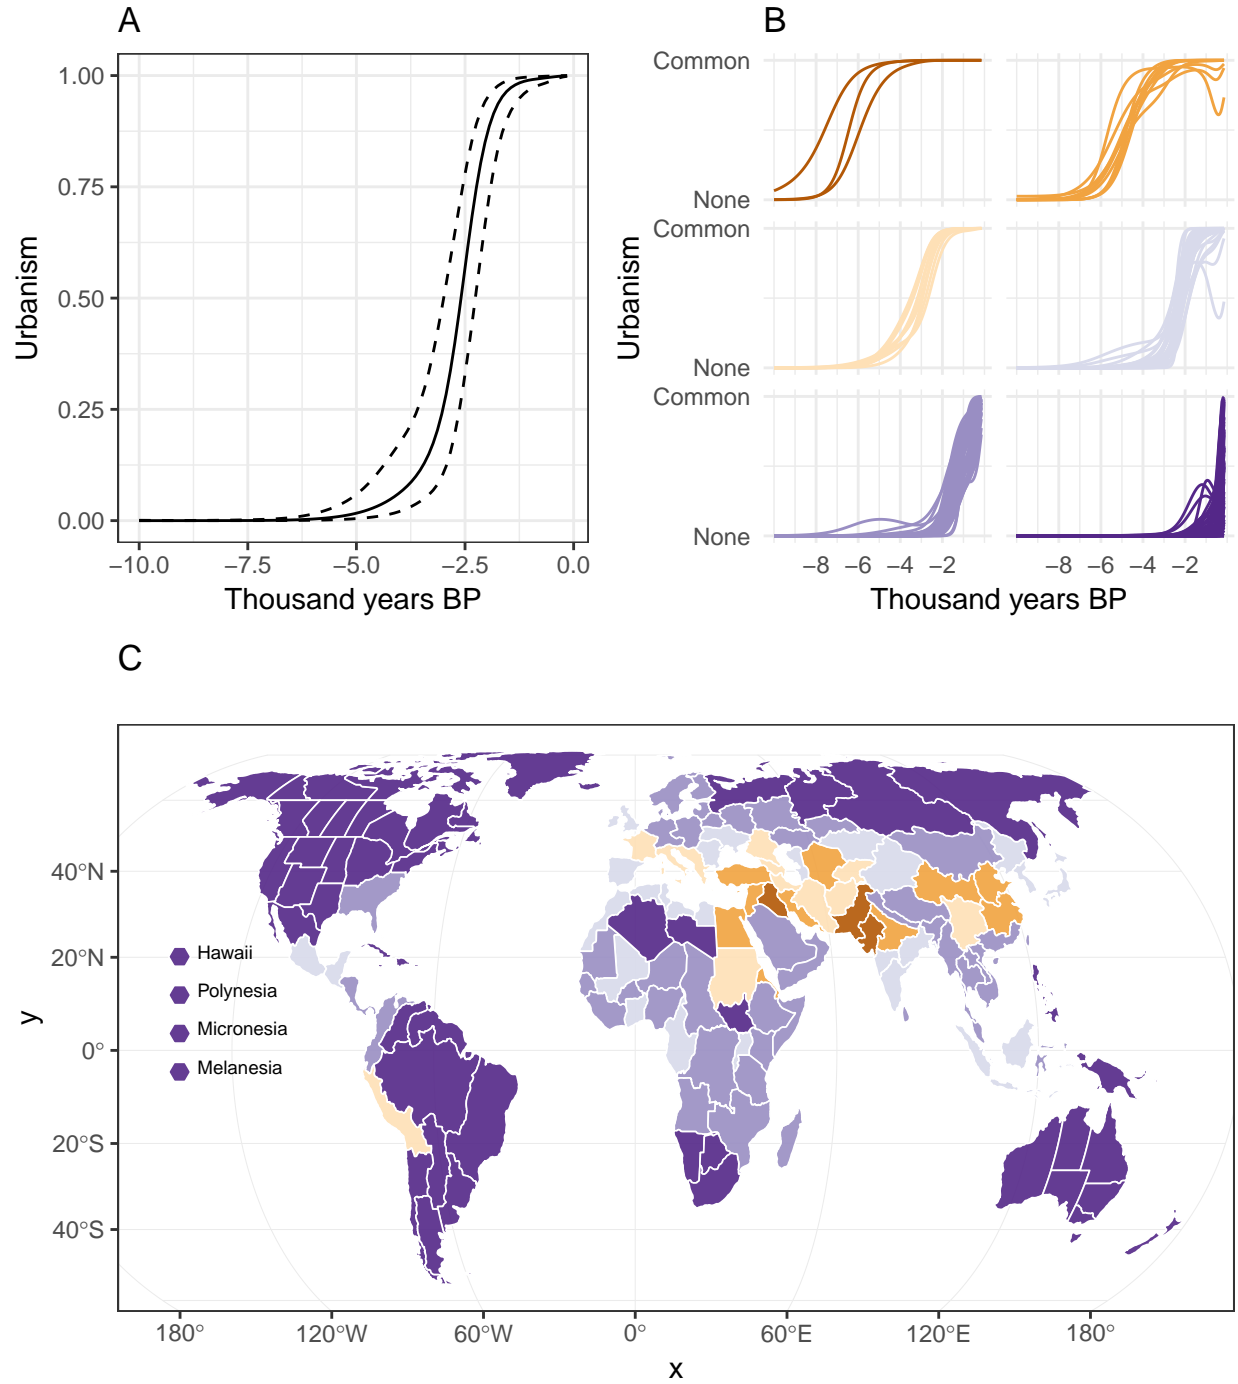 A
1.00
0.75
0.50
0.25
0.00
Urbanism
−10.0 −7.5 −5.0 −2.5 0.0
Thousand years BP
B
Common
None
Common
None
Common
None
Urbanism
−8 −6 −4 −2 −8 −6 −4 −2
Thousand years BP
C
40°N
20°N
0°
20°S
40°S
y
Hawaii
Polynesia
Micronesia
Melanesia
180° 120°W 60°W 0° 60°E 120°E 180°
x